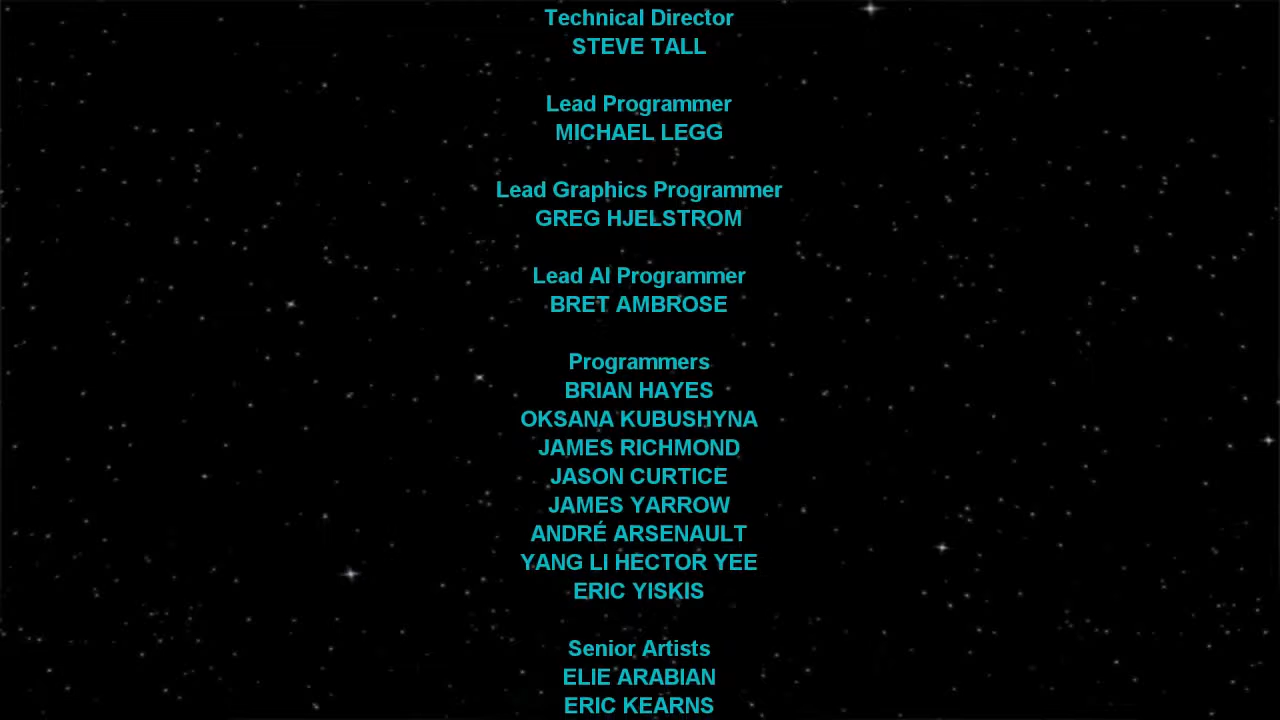 Technical Director
STEVE TALL
Lead Programmer
MICHAEL LEGG
Lead Graphics Programmer
GREG HJELSTROM
Lead AI Programmer
BRET AMBROSE
Programmers
BRIAN HAYES
OKSANA KUBUSHYNA
JAMES RICHMOND
JASON CURTICE
JAMES YARROW
ANDRÉ ARSENAULT
YANG LI HECTOR YEE
ERIC YISKIS
Senior Artists
ELIE ARABIAN
ERIC KEARNS